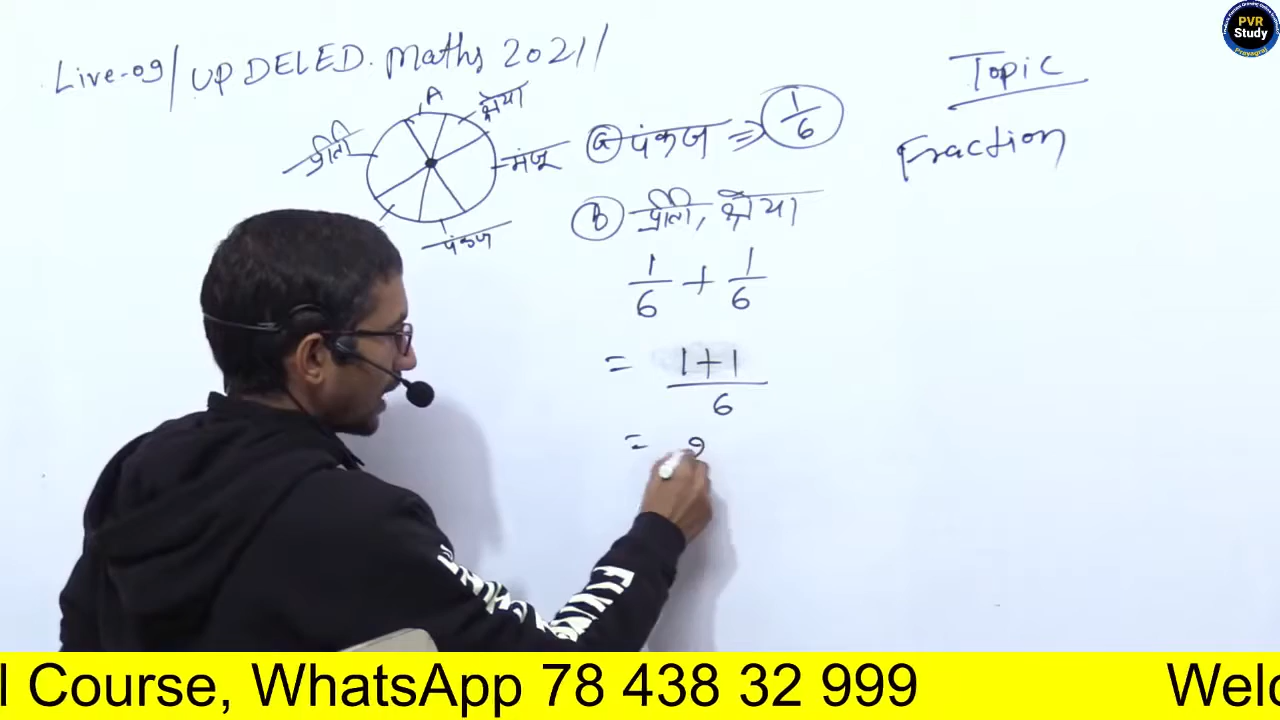 Live-09/ UP DELED. Maths 2021/
Topic
Fraction
A
श्रेया
प्रीती
मंजू
पंकज
a पंकज ⇒ 1/6
b प्रीती, श्रेया
1/6 + 1/6
= 1+1/6
=
PVR
Study
Prayagraj
l Course, WhatsApp 78 438 32 999
Welc